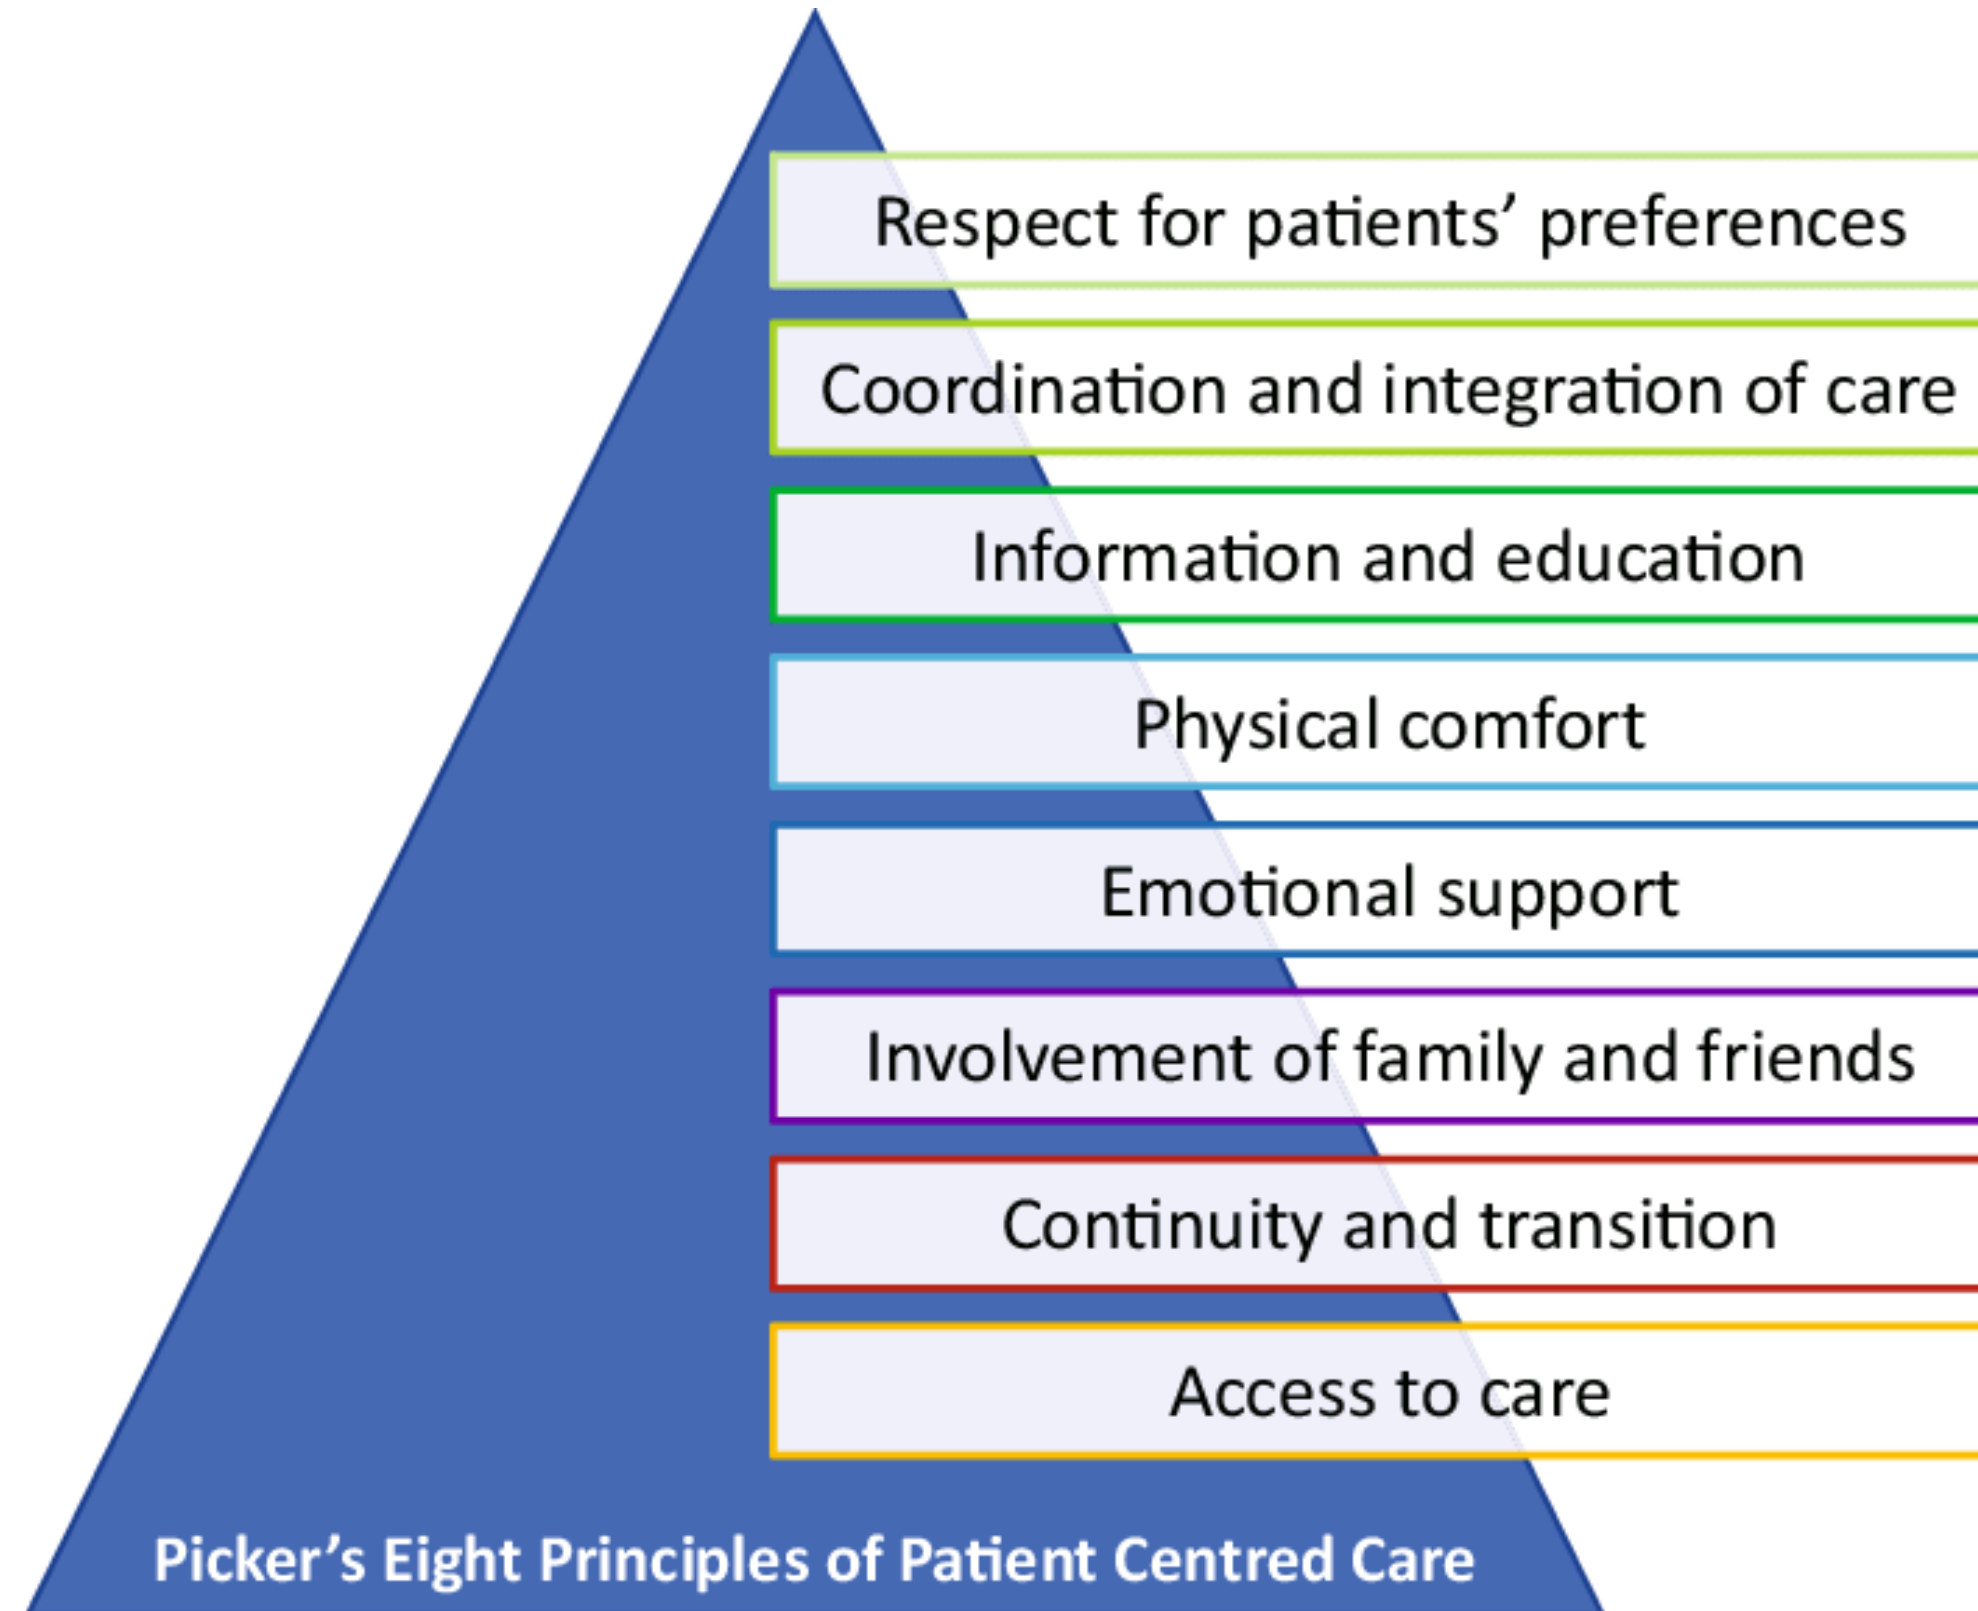 Respect for patients’ preferences
Coordination and integration of care
Information and education
Physical comfort
Emotional support
Involvement of family and friends
Continuity and transition
Access to care
Picker’s Eight Principles of Patient Centred Care